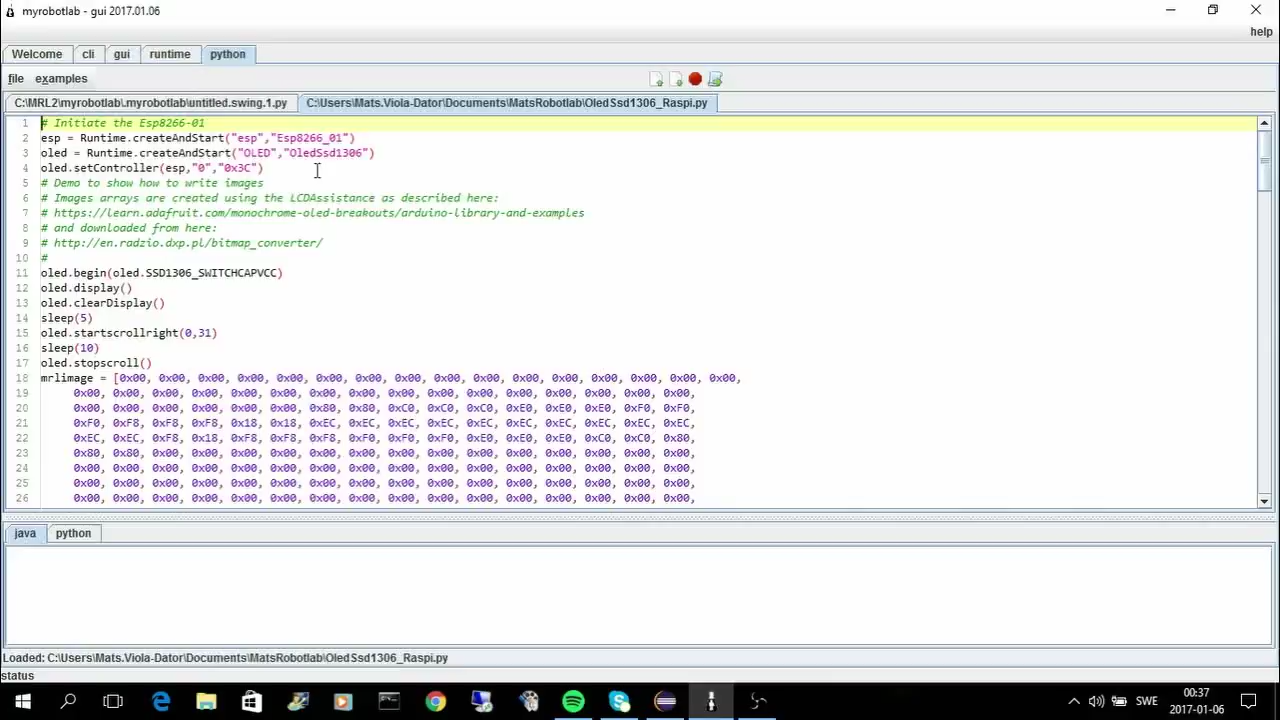 myrobotlab - gui 2017.01.06
help
Welcome cli gui runtime python
file examples
C:\MRL2\myrobotlab\.myrobotlab\untitled.swing.1.py C:\Users\Mats.Viola-Dator\Documents\MatsRobotlab\OledSsd1306_Raspi.py
1 # Initiate the Esp8266-01
2 esp = Runtime.createAndStart("esp","Esp8266_01")
3 oled = Runtime.createAndStart("OLED","OledSsd1306")
4 oled.setController(esp,"0","0x3C")
5 # Demo to show how to write images
6 # Images arrays are created using the LCDAssistance as described here:
7 # https://learn.adafruit.com/monochrome-oled-breakouts/arduino-library-and-examples
8 # and downloaded from here:
9 # http://en.radzio.dxp.pl/bitmap_converter/
10 #
11 oled.begin(oled.SSD1306_SWITCHCAPVCC)
12 oled.display()
13 oled.clearDisplay()
14 sleep(5)
15 oled.startscrollright(0,31)
16 sleep(10)
17 oled.stopscroll()
18 mrlimage = [0x00, 0x00, 0x00, 0x00, 0x00, 0x00, 0x00, 0x00, 0x00, 0x00, 0x00, 0x00, 0x00, 0x00, 0x00, 0x00,
19 0x00, 0x00, 0x00, 0x00, 0x00, 0x00, 0x00, 0x00, 0x00, 0x00, 0x00, 0x00, 0x00, 0x00, 0x00, 0x00,
20 0x00, 0x00, 0x00, 0x00, 0x00, 0x00, 0x80, 0x80, 0xC0, 0xC0, 0xC0, 0xE0, 0xE0, 0xE0, 0xF0, 0xF0,
21 0xF0, 0xF8, 0xF8, 0xF8, 0x18, 0x18, 0xEC, 0xEC, 0xEC, 0xEC, 0xEC, 0xEC, 0xEC, 0xEC, 0xEC, 0xEC,
22 0xEC, 0xEC, 0xF8, 0x18, 0xF8, 0xF8, 0xF8, 0xF0, 0xF0, 0xF0, 0xE0, 0xE0, 0xE0, 0xC0, 0xC0, 0x80,
23 0x80, 0x80, 0x00, 0x00, 0x00, 0x00, 0x00, 0x00, 0x00, 0x00, 0x00, 0x00, 0x00, 0x00, 0x00, 0x00,
24 0x00, 0x00, 0x00, 0x00, 0x00, 0x00, 0x00, 0x00, 0x00, 0x00, 0x00, 0x00, 0x00, 0x00, 0x00, 0x00,
25 0x00, 0x00, 0x00, 0x00, 0x00, 0x00, 0x00, 0x00, 0x00, 0x00, 0x00, 0x00, 0x00, 0x00, 0x00, 0x00,
26 0x00, 0x00, 0x00, 0x00, 0x00, 0x00, 0x00, 0x00, 0x00, 0x00, 0x00, 0x00, 0x00, 0x00, 0x00, 0x00,
java python
Loaded: C:\Users\Mats.Viola-Dator\Documents\MatsRobotlab\OledSsd1306_Raspi.py
status
SWE
00:37
2017-01-06